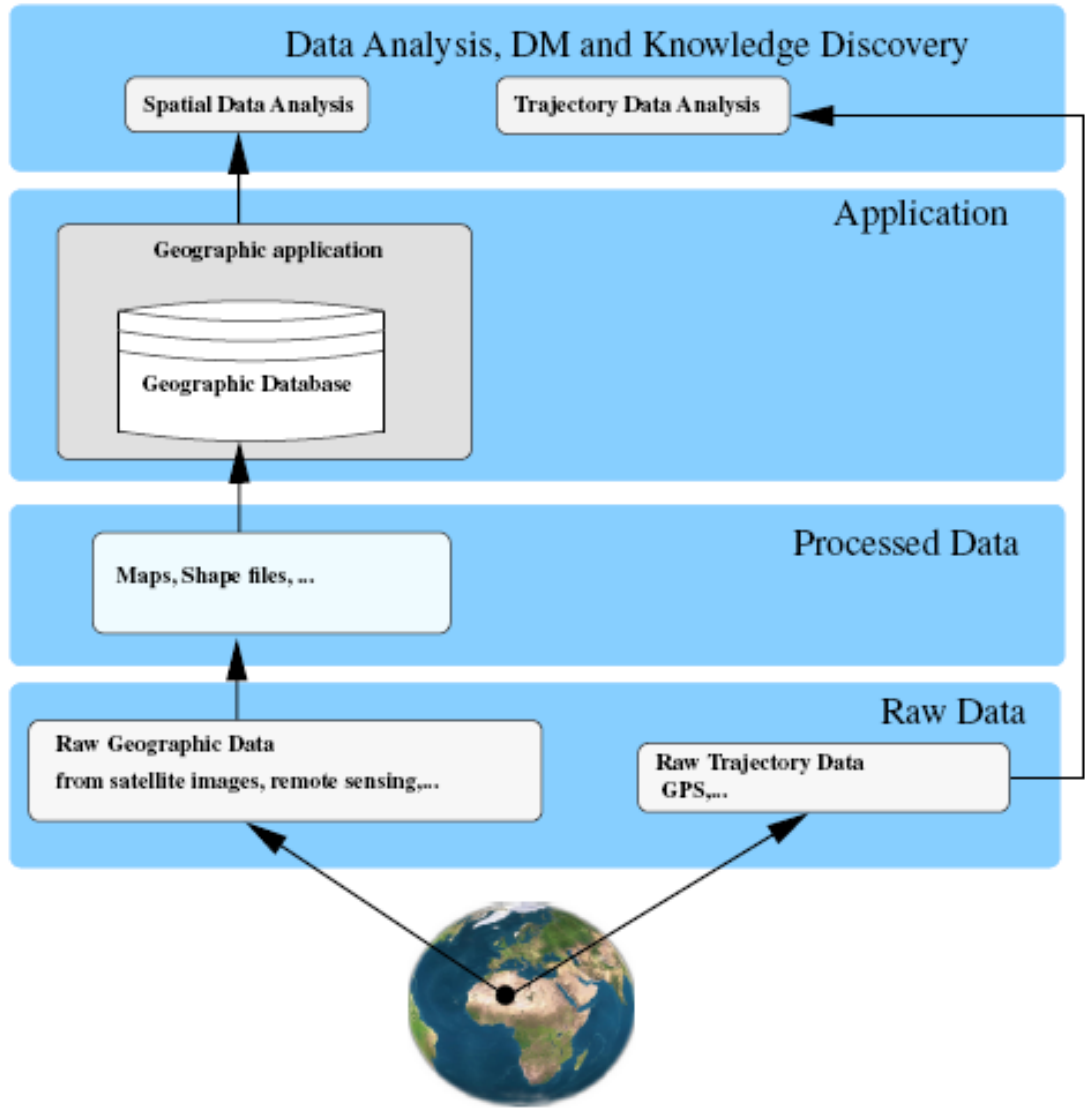 Data Analysis, DM and Knowledge Discovery
Spatial Data Analysis
Trajectory Data Analysis
Application
Geographic application
Geographic Database
Processed Data
Maps, Shape files, ...
Raw Data
Raw Geographic Data
from satellite images, remote sensing,...
Raw Trajectory Data
GPS,...